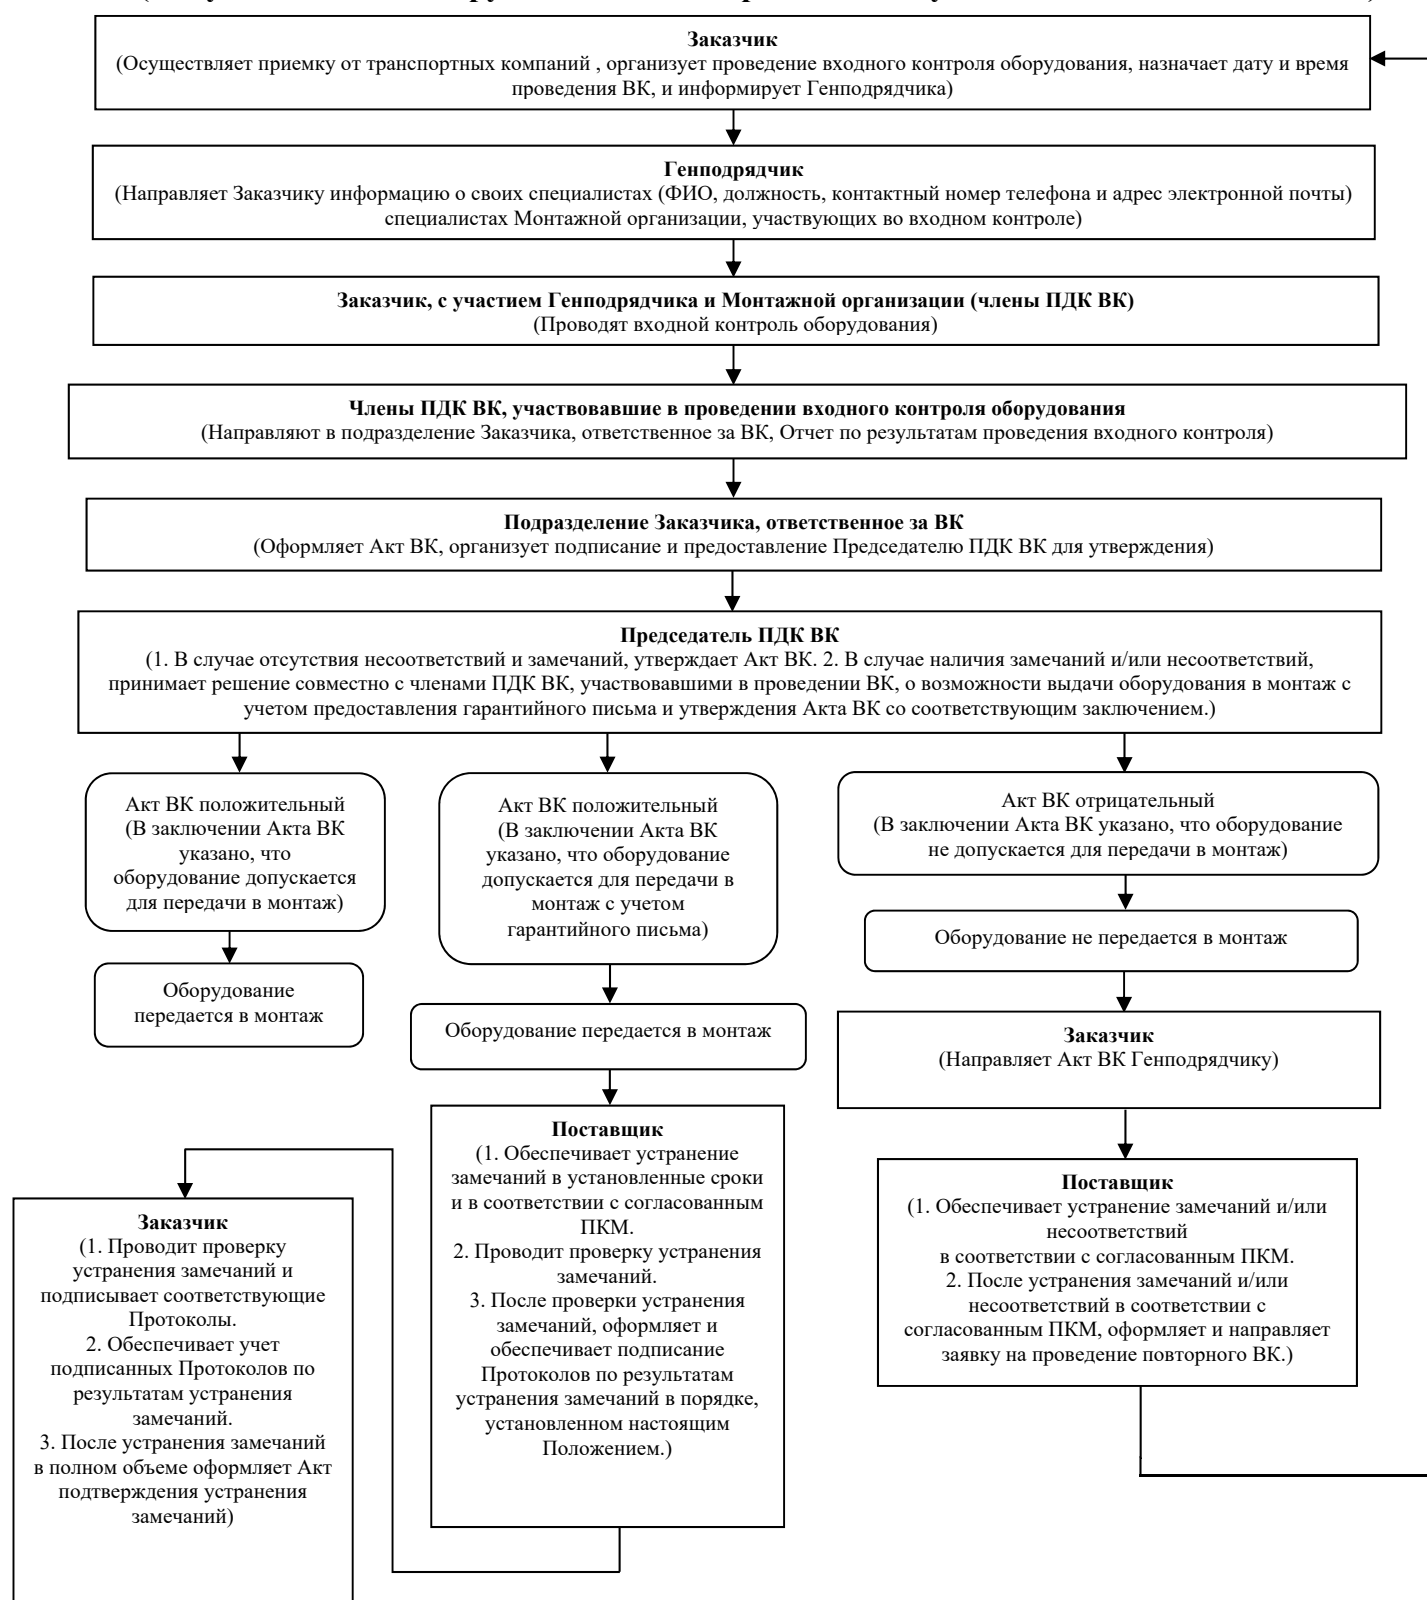 Заказчик
(Осуществляет приемку от транспортных компаний , организует проведение входного контроля оборудования, назначает дату и время
проведения ВК, и информирует Генподрядчика)
Генподрядчик
(Направляет Заказчику информацию о своих специалистах (ФИО, должность, контактный номер телефона и адрес электронной почты)
специалистах Монтажной организации, участвующих во входном контроле)
Заказчик, с участием Генподрядчика и Монтажной организации (члены ПДК ВК)
(Проводят входной контроль оборудования)
Члены ПДК ВК, участвовавшие в проведении входного контроля оборудования
(Направляют в подразделение Заказчика, ответственное за ВК, Отчет по результатам проведения входного контроля)
Подразделение Заказчика, ответственное за ВК
(Оформляет Акт ВК, организует подписание и предоставление Председателю ПДК ВК для утверждения)
Председатель ПДК ВК
(1. В случае отсутствия несоответствий и замечаний, утверждает Акт ВК. 2. В случае наличия замечаний и/или несоответствий,
принимает решение совместно с членами ПДК ВК, участвовавшими в проведении ВК, о возможности выдачи оборудования в монтаж с
учетом предоставления гарантийного письма и утверждения Акта ВК со соответствующим заключением.)
Акт ВК положительный
(В заключении Акта ВК
указано, что
оборудование допускается
для передачи в монтаж)
Оборудование
передается в монтаж
Акт ВК положительный
(В заключении Акта ВК
указано, что оборудование
допускается для передачи в
монтаж с учетом
гарантийного письма)
Оборудование передается в монтаж
Поставщик
(1. Обеспечивает устранение
замечаний в установленные сроки
и в соответствии с согласованным
ПКМ.
2. Проводит проверку устранения
замечаний.
3. После проверки устранения
замечаний, оформляет и
обеспечивает подписание
Протоколов по результатам
устранения замечаний в порядке,
установленном настоящим
Положением.)
Заказчик
(1. Проводит проверку
устранения замечаний и
подписывает соответствующие
Протоколы.
2. Обеспечивает учет
подписанных Протоколов по
результатам устранения
замечаний.
3. После устранения замечаний
в полном объеме оформляет Акт
подтверждения устранения
замечаний)
Акт ВК отрицательный
(В заключении Акта ВК указано, что оборудование
не допускается для передачи в монтаж)
Оборудование не передается в монтаж
Заказчик
(Направляет Акт ВК Генподрядчику)
Поставщик
(1. Обеспечивает устранение замечаний и/или
несоответствий
в соответствии с согласованным ПКМ.
2. После устранения замечаний и/или
несоответствий в соответствии с
согласованным ПКМ, оформляет и направляет
заявку на проведение повторного ВК.)